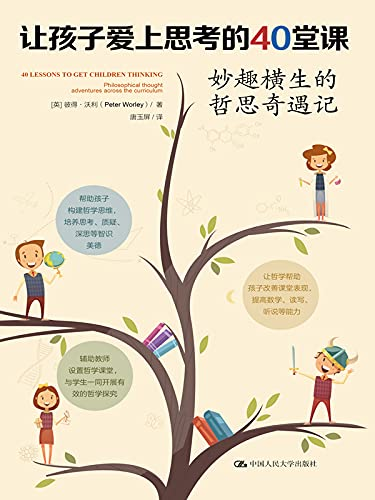 让孩子爱上思考的40堂课
40 LESSONS TO GET CHILDREN THINKING
Philosophical thought
adventures across the curriculum
妙趣横生的
哲思奇遇记
[英] 彼得·沃利（Peter Worley）/ 著
唐玉屏 / 译
帮助孩子
构建哲学思维，
培养思考、质疑、
深思等智识
美德
让哲学帮助
孩子改善课堂表现，
提高数学、读写、
听说等能力
辅助教师
设置哲学课堂，
与学生一同开展有
效的哲学探究
中国人民大学出版社